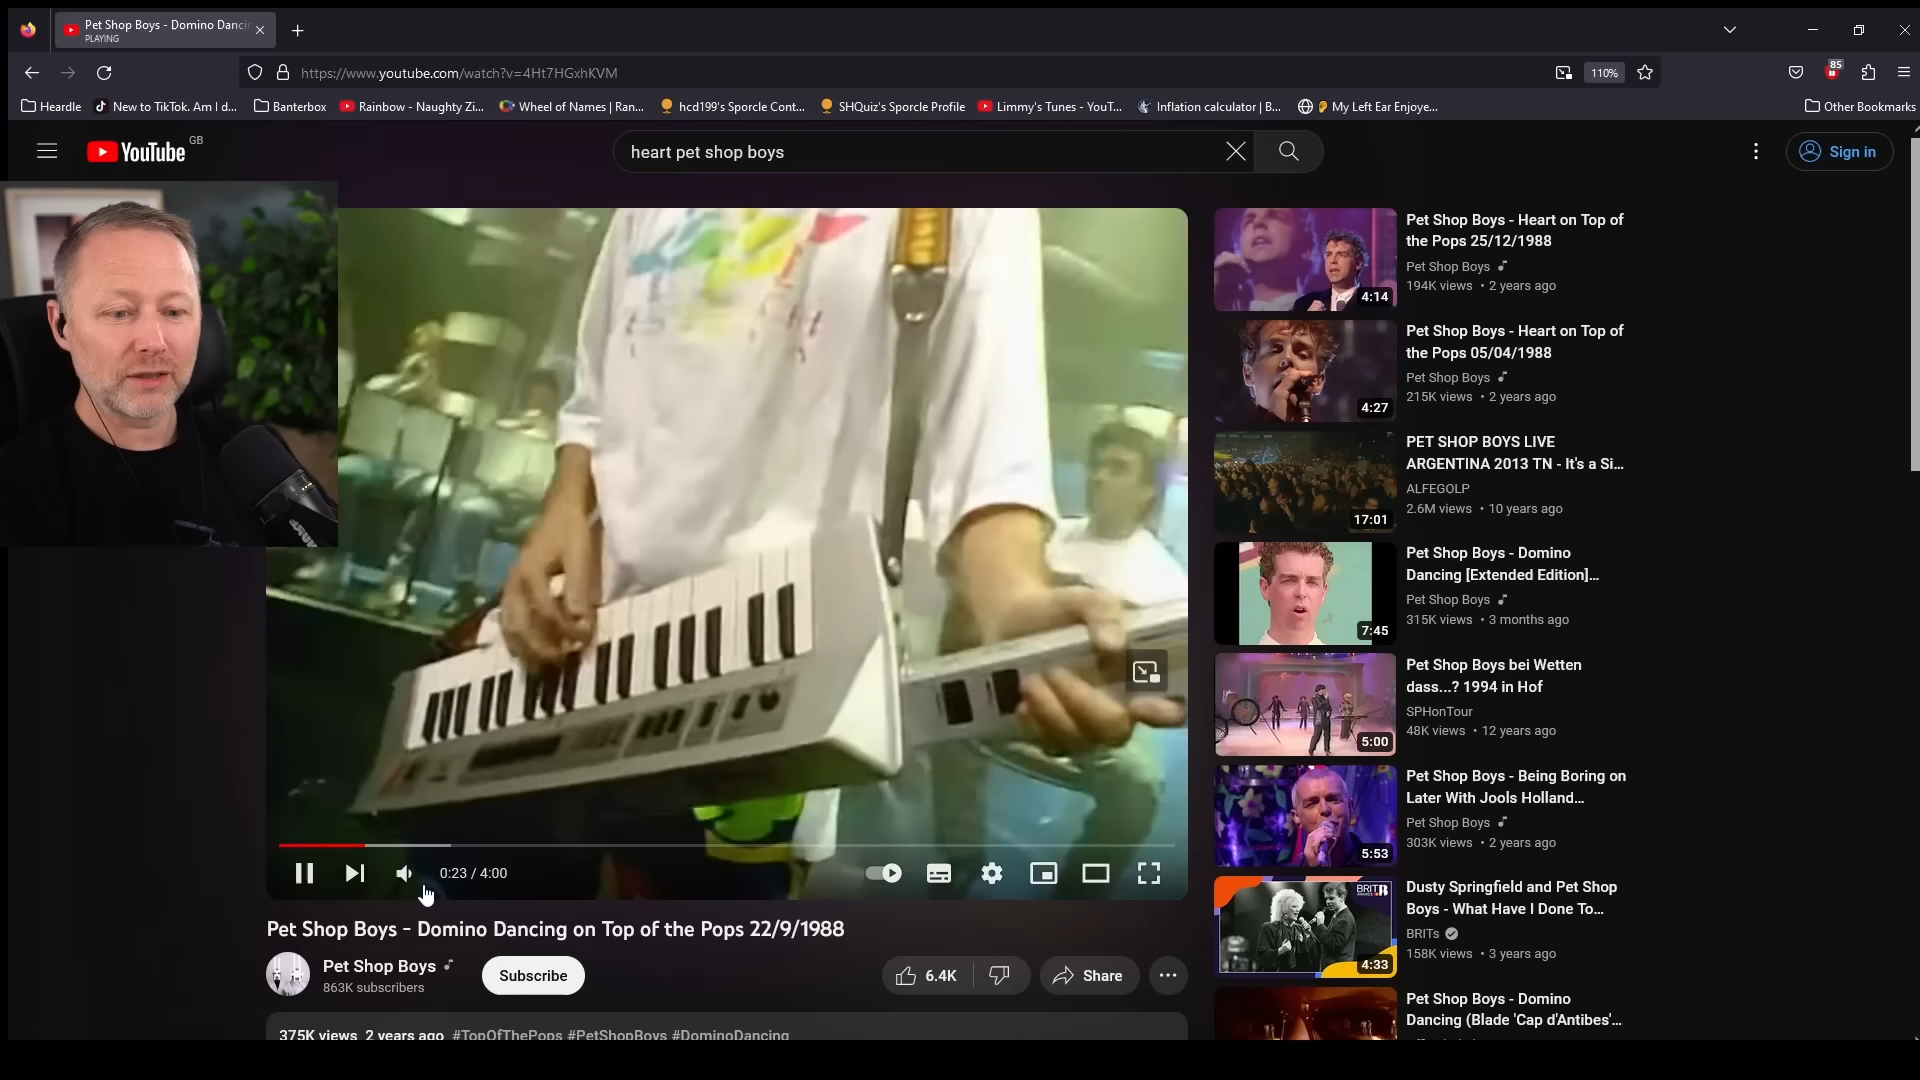 Pet Shop Boys - Domino Dancin
PLAYING
https://www.youtube.com/watch?v=4Ht7HGxhKVM
110%
85
Heardle
New to TikTok. Am I d...
Banterbox
Rainbow - Naughty Zi...
Wheel of Names | Ran...
hcd199's Sporcle Cont...
SHQuiz's Sporcle Profile
Limmy's Tunes - YouT...
Inflation calculator | B...
My Left Ear Enjoye...
Other Bookmarks
YouTube GB
heart pet shop boys
Sign in
0:23 / 4:00
Pet Shop Boys - Domino Dancing on Top of the Pops 22/9/1988
Pet Shop Boys
863K subscribers
Subscribe
6.4K
Share
375K views 2 years ago #TopOfThePops #PetShopBoys #DominoDancing
4:14
Pet Shop Boys - Heart on Top of
the Pops 25/12/1988
Pet Shop Boys
194K views • 2 years ago
4:27
Pet Shop Boys - Heart on Top of
the Pops 05/04/1988
Pet Shop Boys
215K views • 2 years ago
17:01
PET SHOP BOYS LIVE
ARGENTINA 2013 TN - It's a Si...
ALFEGOLP
2.6M views • 10 years ago
7:45
Pet Shop Boys - Domino
Dancing [Extended Edition]...
Pet Shop Boys
315K views • 3 months ago
5:00
Pet Shop Boys bei Wetten
dass...? 1994 in Hof
SPHonTour
48K views • 12 years ago
5:53
Pet Shop Boys - Being Boring on
Later With Jools Holland...
Pet Shop Boys
303K views • 2 years ago
BRIT
4:33
Dusty Springfield and Pet Shop
Boys - What Have I Done To...
BRITs
158K views • 3 years ago
Pet Shop Boys - Domino
Dancing (Blade 'Cap d'Antibes'...